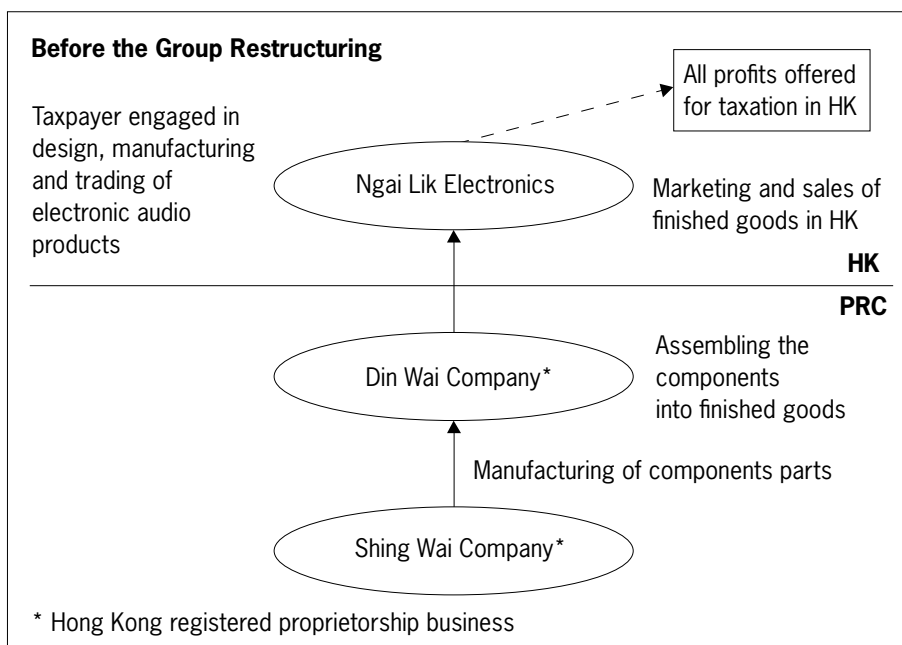 Before the Group Restructuring
All profits offered
for taxation in HK
Taxpayer engaged in
design, manufacturing
and trading of
electronic audio
products
Ngai Lik Electronics
Marketing and sales of
finished goods in HK
HK
PRC
Din Wai Company*
Assembling the
components
into finished goods
Manufacturing of components parts
Shing Wai Company*
* Hong Kong registered proprietorship business